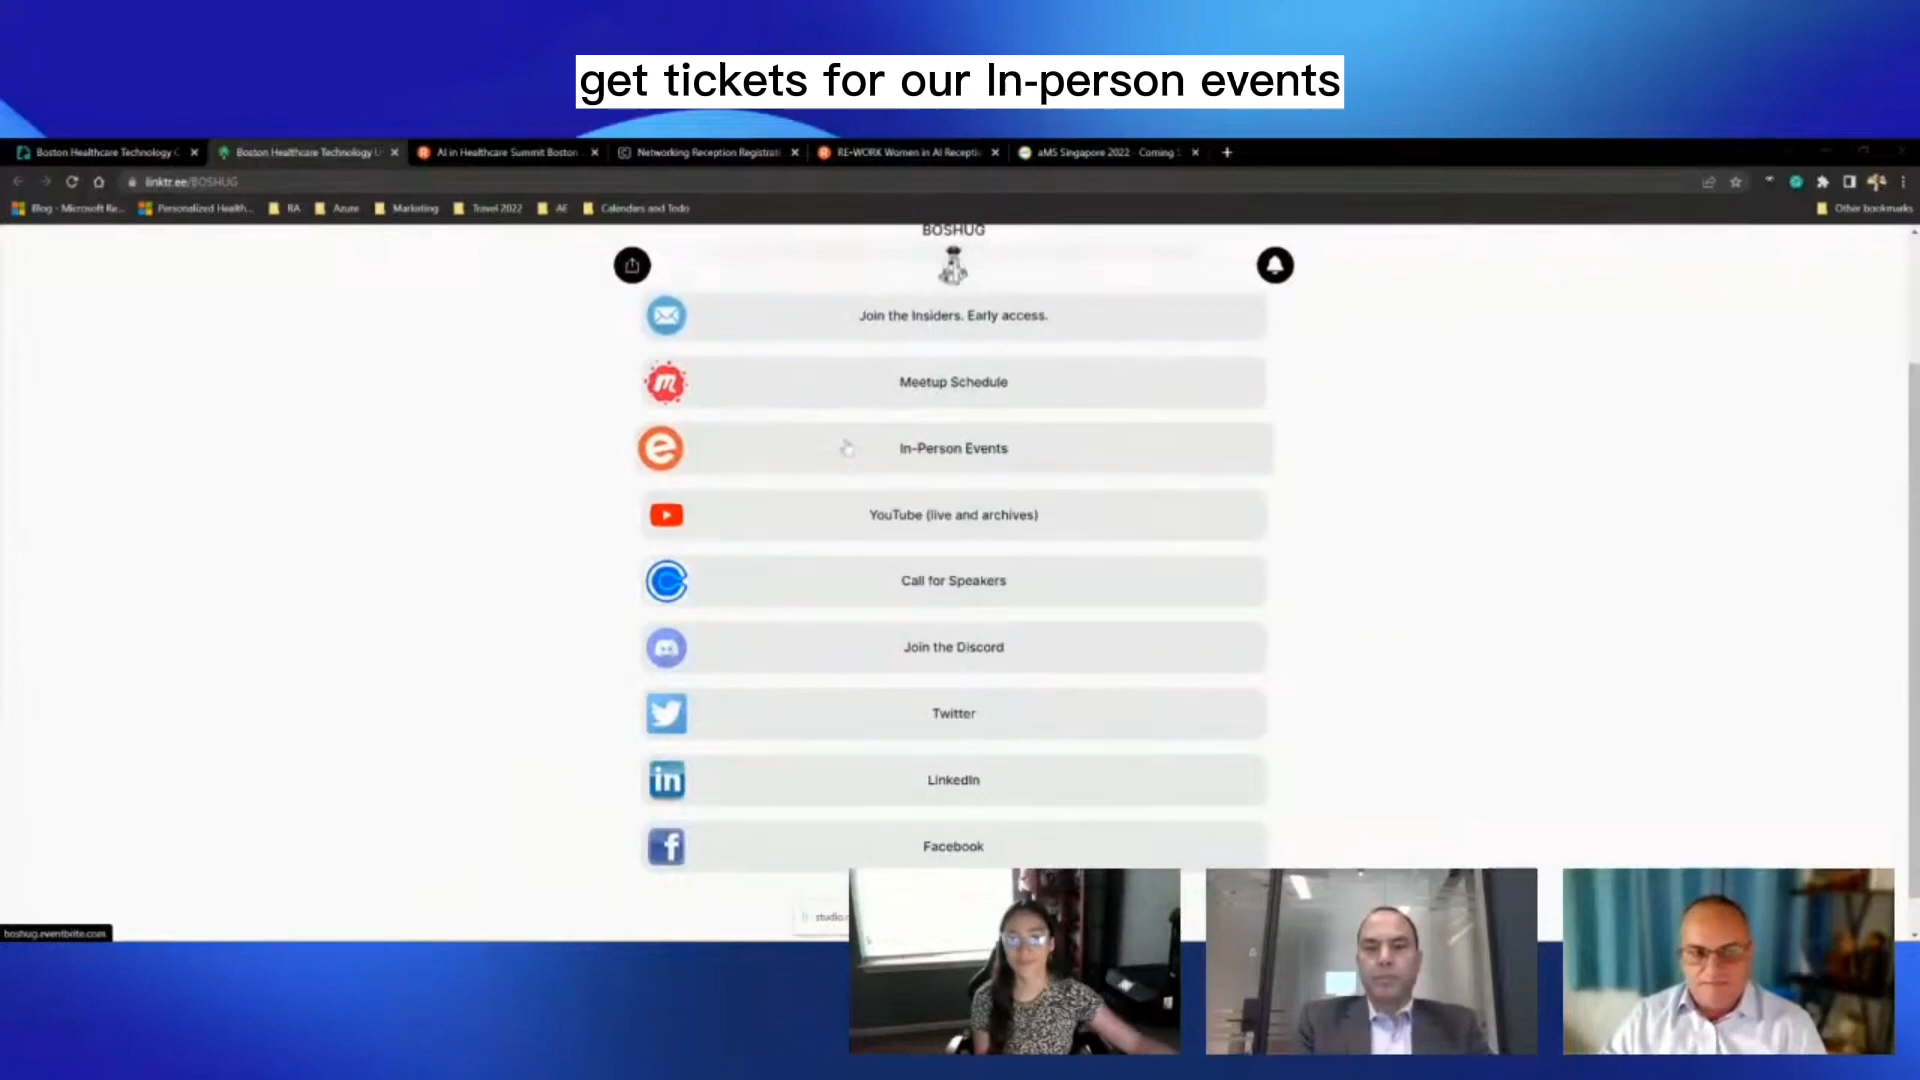 get tickets for our In-person events
Boston Healthcare Technology C
Boston Healthcare Technology U
AI in Healthcare Summit Boston
Networking Reception Registrati
RE-WORK Women in AI Recepti
aMS Singapore 2022 - Coming S
linktr.ee/BOSHUG
Blog - Microsoft Re...
Personalized Health...
RA
Azure
Marketing
Travel 2022
AE
Calendars and Todo
Other bookmarks
BOSHUG
Join the Insiders. Early access.
Meetup Schedule
In-Person Events
YouTube (live and archives)
Call for Speakers
Join the Discord
Twitter
LinkedIn
Facebook
studio
boshug.eventbrite.com